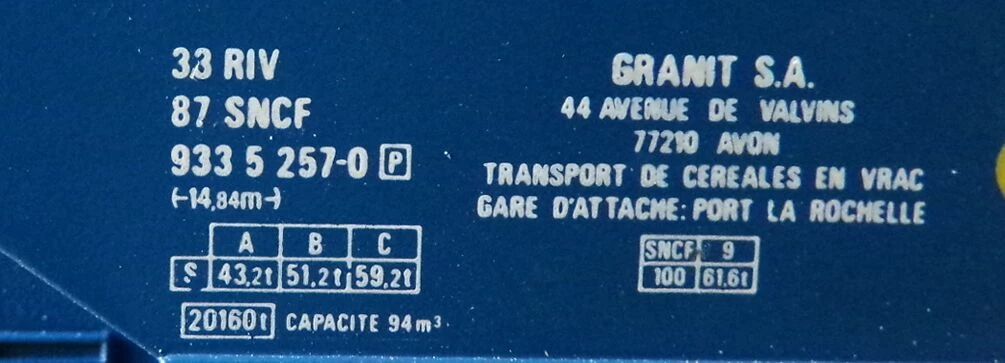 33 RIV
87 SNCF
933 5 257-0 P
(-14,84m-)
A B C
S 43,2t 51,2t 59,2t
20160t CAPACITE 94m³
GRANIT S.A.
44 AVENUE DE VALVINS
77210 AVON
TRANSPORT DE CEREALES EN VRAC
GARE D'ATTACHE: PORT LA ROCHELLE
SNCF 9
100 61,6t